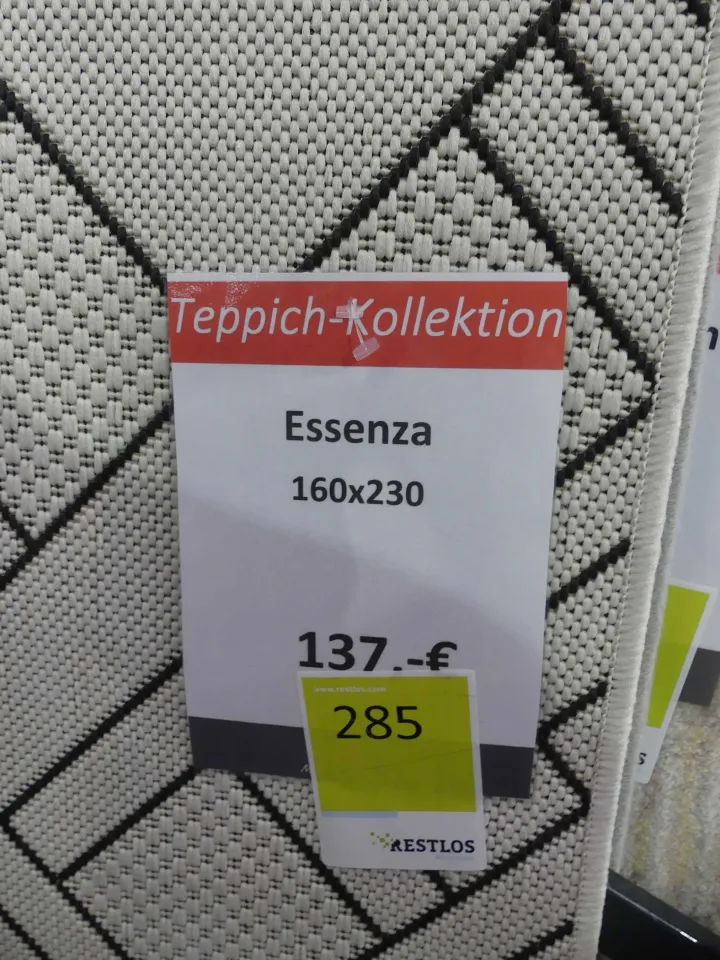 Teppich-Kollektion
Essenza
160x230
137,-€
www.restlos.com
285
RESTLOS